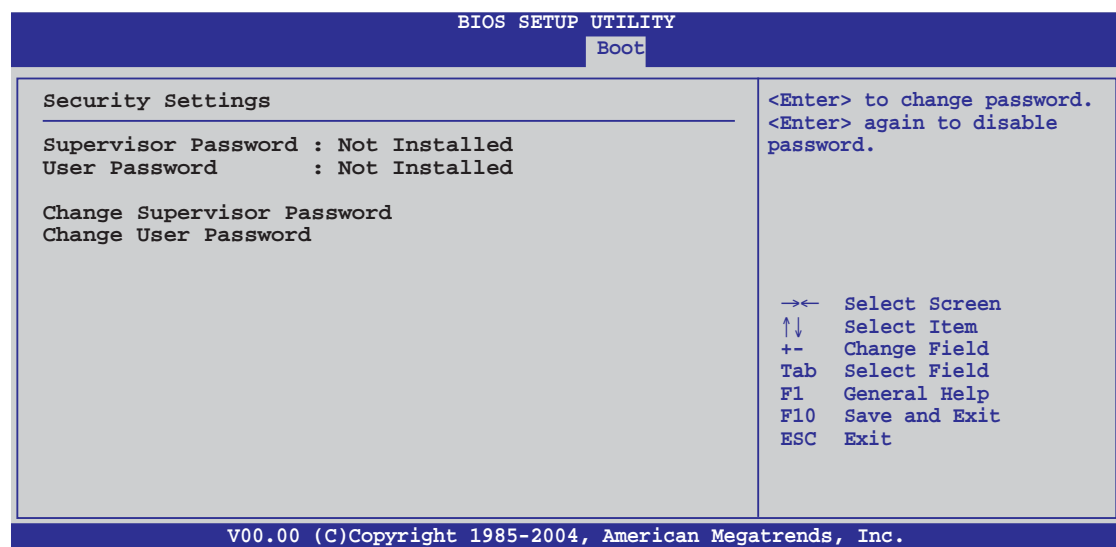 BIOS SETUP UTILITY
Boot
Security Settings
Supervisor Password : Not Installed
User Password : Not Installed
Change Supervisor Password
Change User Password
<Enter> to change password.
<Enter> again to disable
password.
→← Select Screen
↑↓ Select Item
+- Change Field
Tab Select Field
F1 General Help
F10 Save and Exit
ESC Exit
V00.00 (C)Copyright 1985-2004, American Megatrends, Inc.